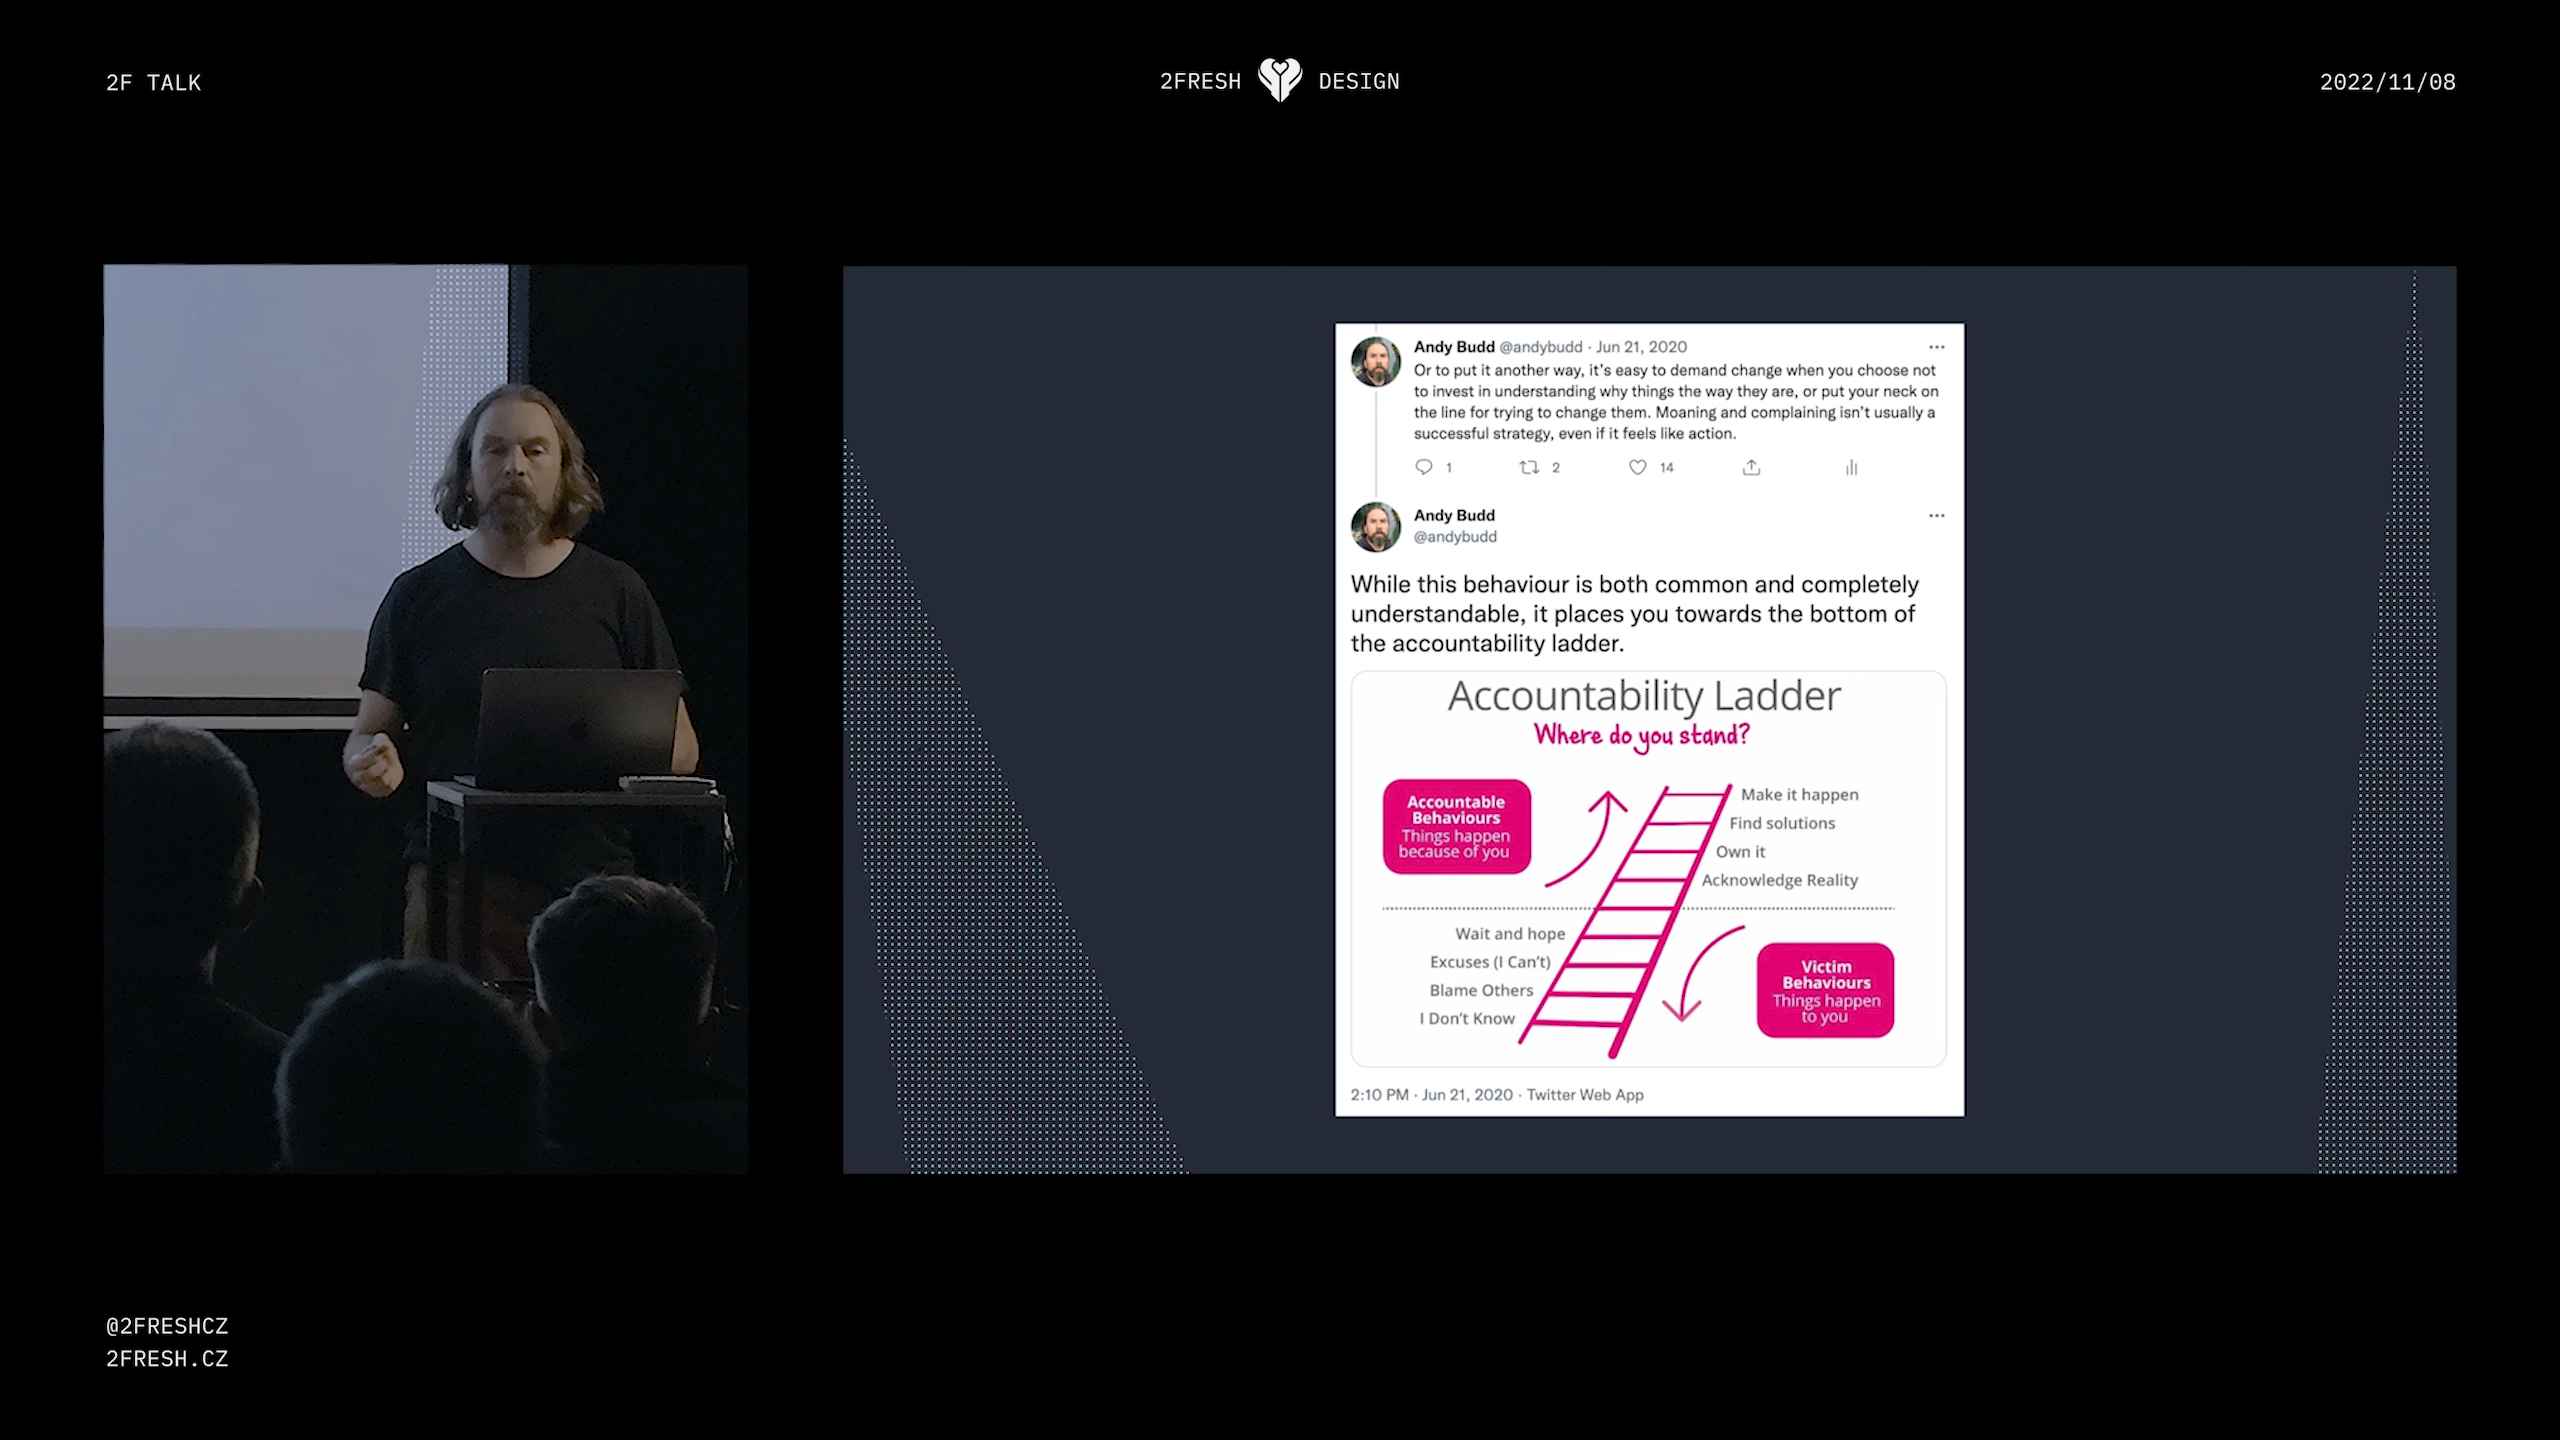 2F TALK
2FRESH DESIGN
2022/11/08
Andy Budd @andybudd · Jun 21, 2020
Or to put it another way, it's easy to demand change when you choose not
to invest in understanding why things the way they are, or put your neck on
the line for trying to change them. Moaning and complaining isn't usually a
successful strategy, even if it feels like action.
1 2 14
Andy Budd
@andybudd
While this behaviour is both common and completely
understandable, it places you towards the bottom of
the accountability ladder.
Accountability Ladder
Where do you stand?
Accountable
Behaviours
Things happen
because of you
Make it happen
Find solutions
Own it
Acknowledge Reality
Wait and hope
Excuses (I Can't)
Blame Others
I Don't Know
Victim
Behaviours
Things happen
to you
2:10 PM · Jun 21, 2020 · Twitter Web App
@2FRESHCZ
2FRESH.CZ